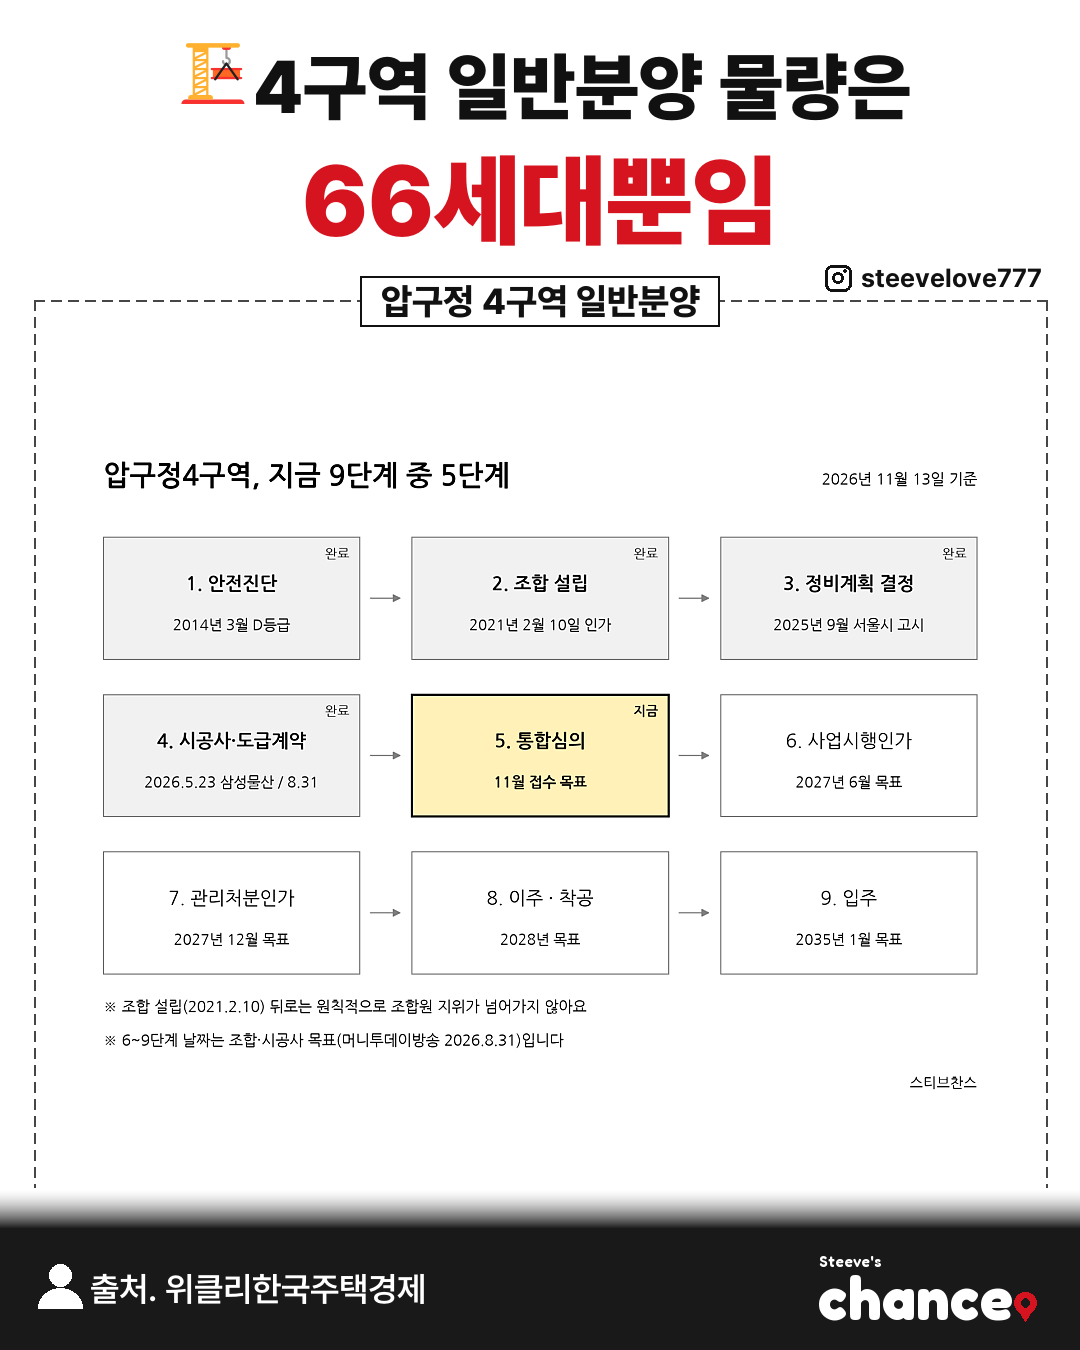 4구역 일반분양 물량은
66세대뿐임
steevelove777
압구정 4구역 일반분양
압구정4구역, 지금 9단계 중 5단계
2026년 11월 13일 기준
완료
1. 안전진단
2014년 3월 D등급
완료
2. 조합 설립
2021년 2월 10일 인가
완료
3. 정비계획 결정
2025년 9월 서울시 고시
완료
4. 시공사·도급계약
2026.5.23 삼성물산 / 8.31
지금
5. 통합심의
11월 접수 목표
6. 사업시행인가
2027년 6월 목표
7. 관리처분인가
2027년 12월 목표
8. 이주 · 착공
2028년 목표
9. 입주
2035년 1월 목표
※ 조합 설립(2021.2.10) 뒤로는 원칙적으로 조합원 지위가 넘어가지 않아요
※ 6~9단계 날짜는 조합·시공사 목표(머니투데이방송 2026.8.31)입니다
스티브찬스
출처. 위클리한국주택경제
Steeve's
chance